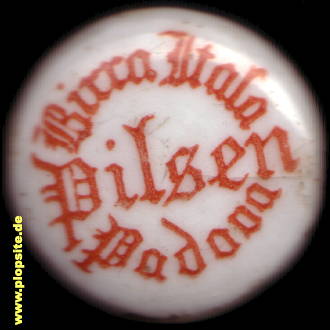 Birra Itala
Pilsen
Padova
www.plopsite.de